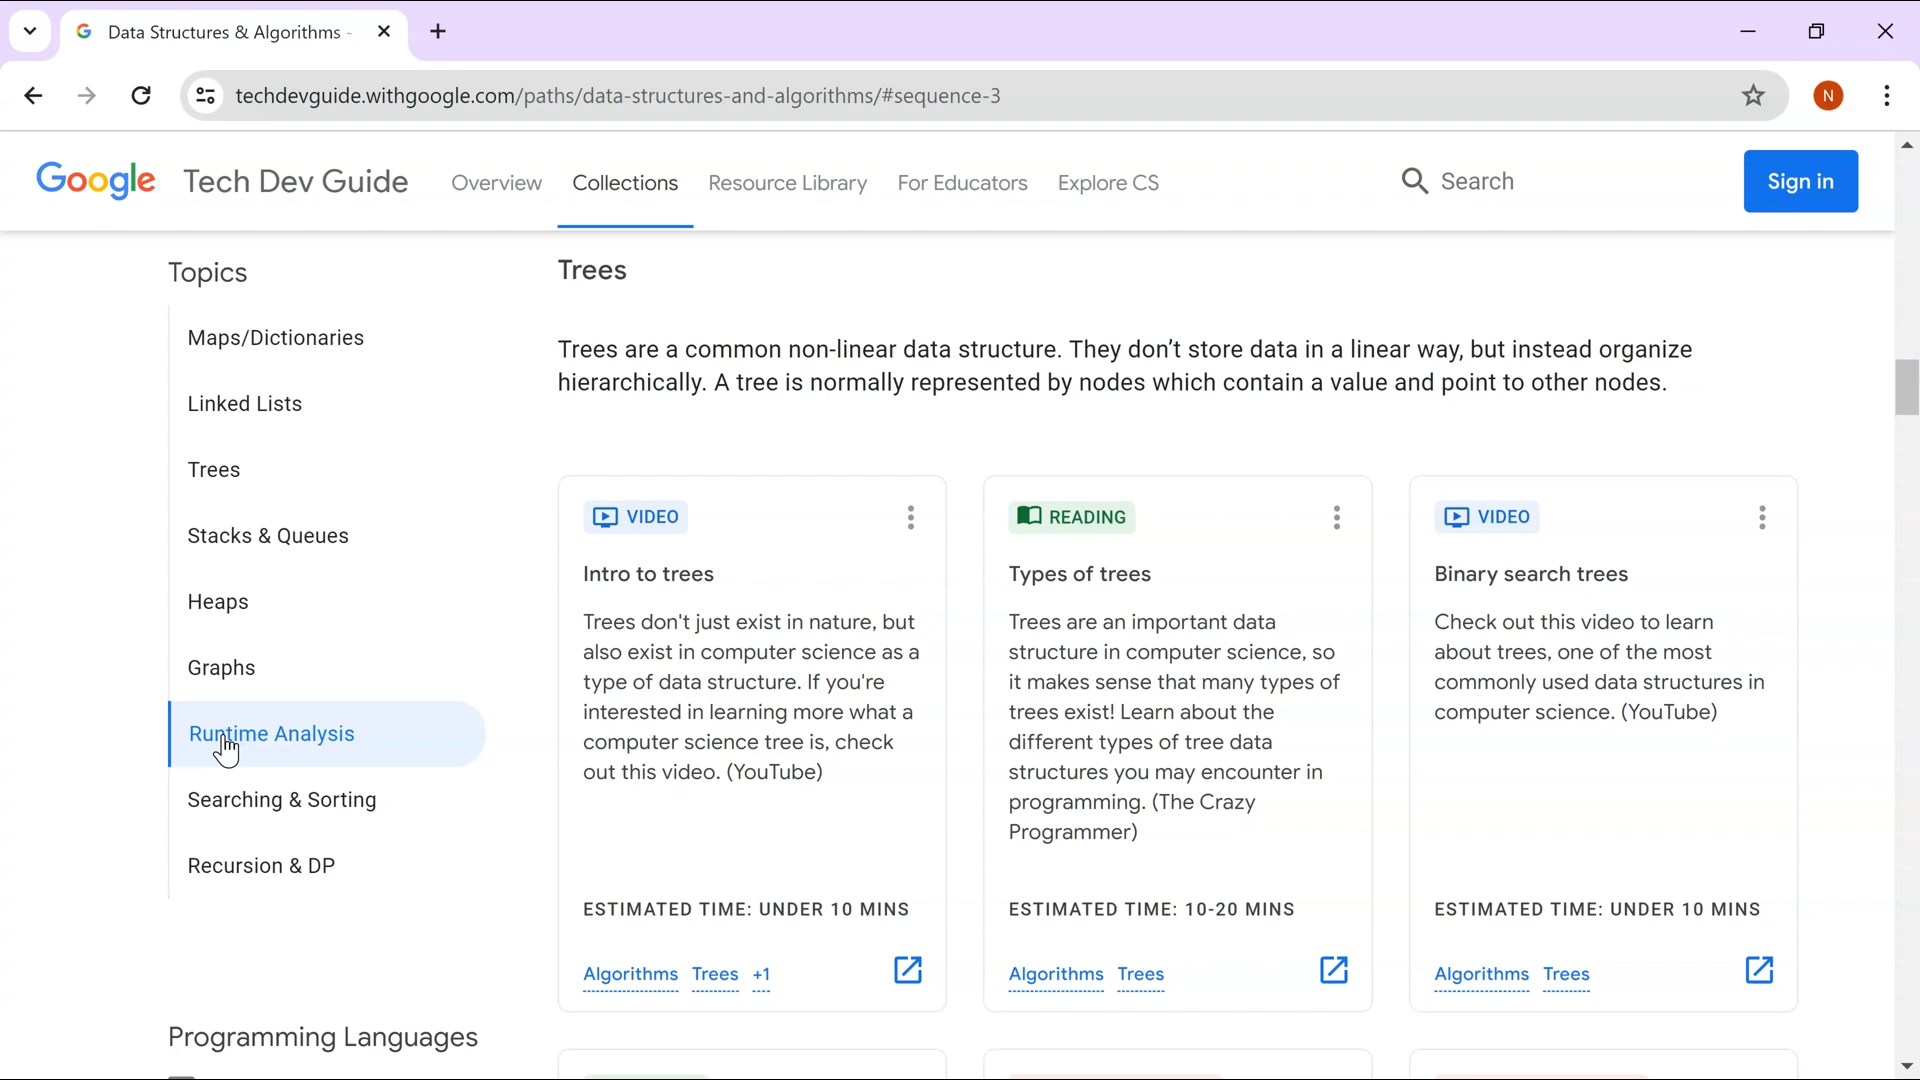 Data Structures & Algorithms -
techdevguide.withgoogle.com/paths/data-structures-and-algorithms/#sequence-3
N
Google Tech Dev Guide
Overview
Collections
Resource Library
For Educators
Explore CS
Search
Sign in
Topics
Maps/Dictionaries
Linked Lists
Trees
Stacks & Queues
Heaps
Graphs
Runtime Analysis
Searching & Sorting
Recursion & DP
Programming Languages
Trees
Trees are a common non-linear data structure. They don’t store data in a linear way, but instead organize
hierarchically. A tree is normally represented by nodes which contain a value and point to other nodes.
VIDEO
Intro to trees
Trees don't just exist in nature, but
also exist in computer science as a
type of data structure. If you're
interested in learning more what a
computer science tree is, check
out this video. (YouTube)
ESTIMATED TIME: UNDER 10 MINS
Algorithms Trees +1
READING
Types of trees
Trees are an important data
structure in computer science, so
it makes sense that many types of
trees exist! Learn about the
different types of tree data
structures you may encounter in
programming. (The Crazy
Programmer)
ESTIMATED TIME: 10-20 MINS
Algorithms Trees
VIDEO
Binary search trees
Check out this video to learn
about trees, one of the most
commonly used data structures in
computer science. (YouTube)
ESTIMATED TIME: UNDER 10 MINS
Algorithms Trees